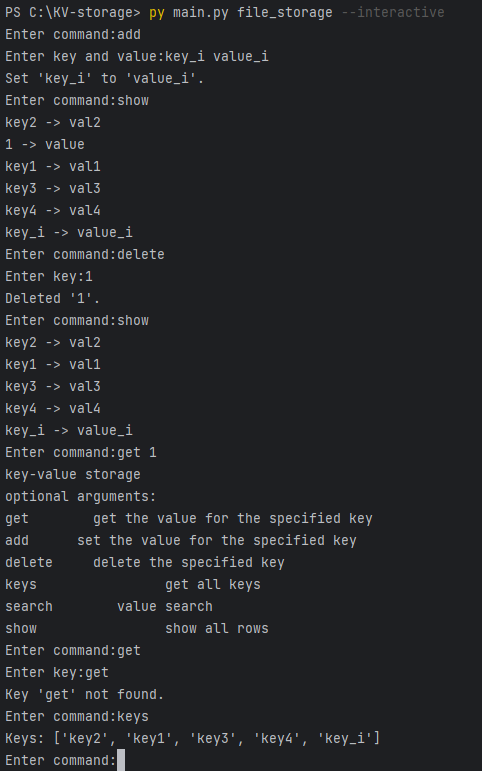 PS C:\KV-storage> py main.py file_storage --interactive
Enter command:add
Enter key and value:key_i value_i
Set 'key_i' to 'value_i'.
Enter command:show
key2 -> val2
1 -> value
key1 -> val1
key3 -> val3
key4 -> val4
key_i -> value_i
Enter command:delete
Enter key:1
Deleted '1'.
Enter command:show
key2 -> val2
key1 -> val1
key3 -> val3
key4 -> val4
key_i -> value_i
Enter command:get 1
key-value storage
optional arguments:
get        get the value for the specified key
add      set the value for the specified key
delete     delete the specified key
keys                get all keys
search        value search
show                show all rows
Enter command:get
Enter key:get
Key 'get' not found.
Enter command:keys
Keys: ['key2', 'key1', 'key3', 'key4', 'key_i']
Enter command: